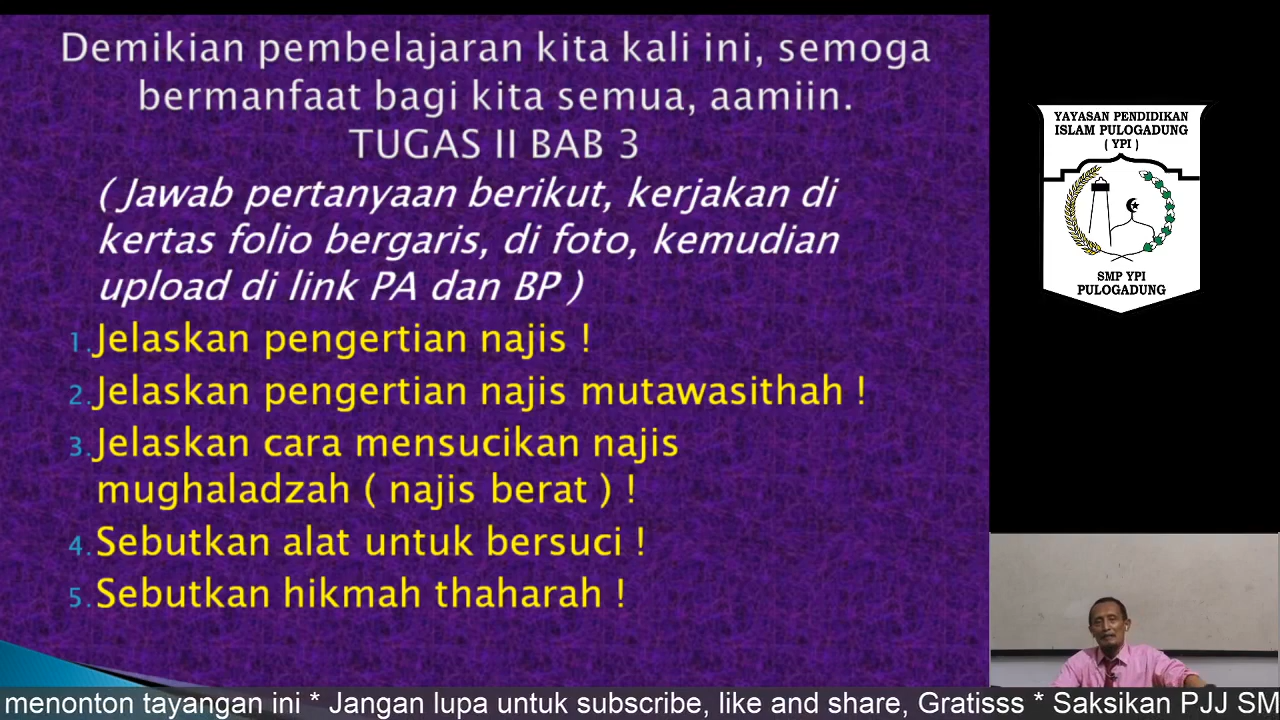 Demikian pembelajaran kita kali ini, semoga
bermanfaat bagi kita semua, aamiin.
TUGAS II BAB 3
( Jawab pertanyaan berikut, kerjakan di
kertas folio bergaris, di foto, kemudian
upload di link PA dan BP )
1. Jelaskan pengertian najis !
2. Jelaskan pengertian najis mutawasithah !
3. Jelaskan cara mensucikan najis
mughaladzah ( najis berat ) !
4. Sebutkan alat untuk bersuci !
5. Sebutkan hikmah thaharah !
YAYASAN PENDIDIKAN
ISLAM PULOGADUNG
( YPI )
SMP YPI
PULOGADUNG
menonton tayangan ini * Jangan lupa untuk subscribe, like and share, Gratisss * Saksikan PJJ SM